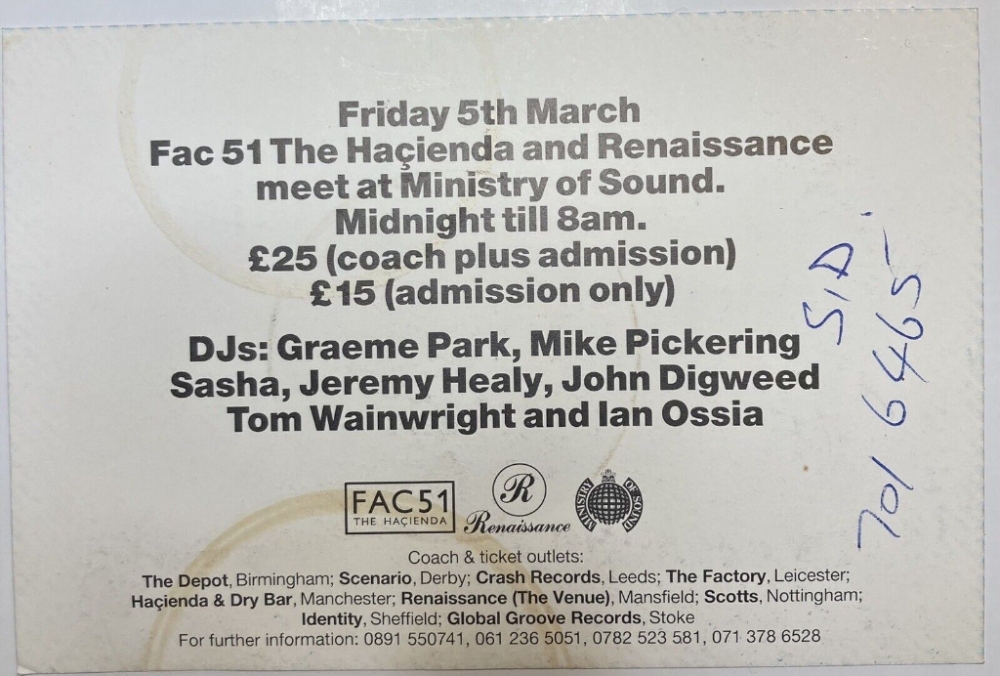 Friday 5th March
Fac 51 The Haçienda and Renaissance
meet at Ministry of Sound.
Midnight till 8am.
£25 (coach plus admission)
£15 (admission only)
DJs: Graeme Park, Mike Pickering
Sasha, Jeremy Healy, John Digweed
Tom Wainwright and Ian Ossia
FAC51
THE HAÇIENDA
R
Renaissance
MINISTRY OF SOUND
Coach & ticket outlets:
The Depot, Birmingham; Scenario, Derby; Crash Records, Leeds; The Factory, Leicester;
Haçienda & Dry Bar, Manchester; Renaissance (The Venue), Mansfield; Scotts, Nottingham;
Identity, Sheffield; Global Groove Records, Stoke
For further information: 0891 550741, 061 236 5051, 0782 523 581, 071 378 6528
SID.
701 6465